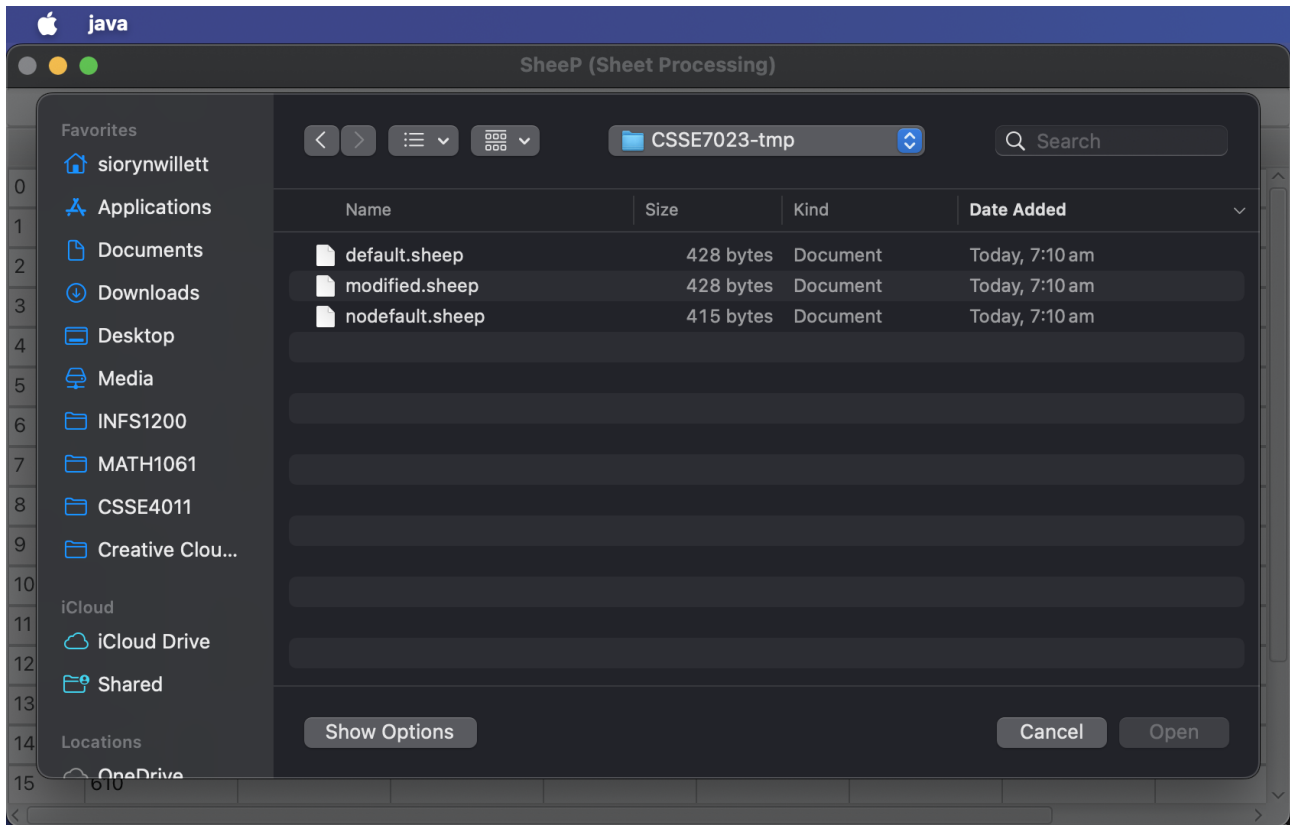 java
SheeP (Sheet Processing)
Favorites
siorynwillett
Applications
Documents
Downloads
Desktop
Media
INFS1200
MATH1061
CSSE4011
Creative Clou...
iCloud
iCloud Drive
Shared
Locations
OneDrive
CSSE7023-tmp
Search
Name Size Kind Date Added
default.sheep 428 bytes Document Today, 7:10 am
modified.sheep 428 bytes Document Today, 7:10 am
nodefault.sheep 415 bytes Document Today, 7:10 am
Show Options Cancel Open
0
1
2
3
4
5
6
7
8
9
10
11
12
13
14
15 610